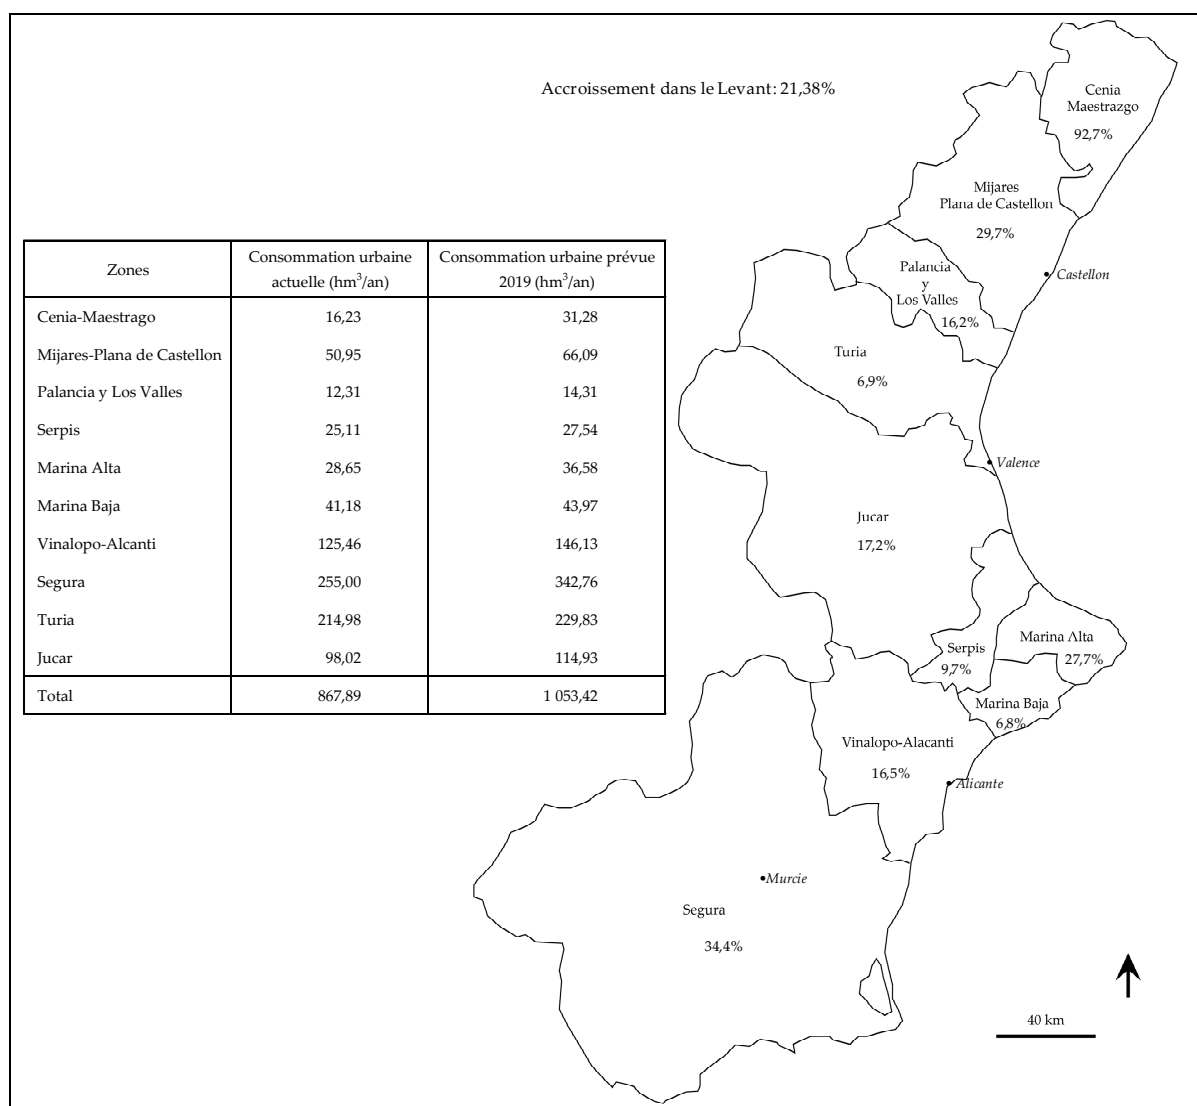 Accroissement dans le Levant: 21,38%
Cenia
Maestrazgo
92,7%
Mijares
Plana de Castellon
29,7%
Castellon
Palancia
y
Los Valles
16,2%
Turia
6,9%
Valence
Jucar
17,2%
Serpis
9,7%
Marina Alta
27,7%
Marina Baja
6,8%
Vinalopo-Alacanti
16,5%
Alicante
Murcie
Segura
34,4%
40 km
Zones Consommation urbaine actuelle (hm³/an) Consommation urbaine prévue 2019 (hm³/an)
Cenia-Maestrago 16,23 31,28
Mijares-Plana de Castellon 50,95 66,09
Palancia y Los Valles 12,31 14,31
Serpis 25,11 27,54
Marina Alta 28,65 36,58
Marina Baja 41,18 43,97
Vinalopo-Alcanti 125,46 146,13
Segura 255,00 342,76
Turia 214,98 229,83
Jucar 98,02 114,93
Total 867,89 1 053,42